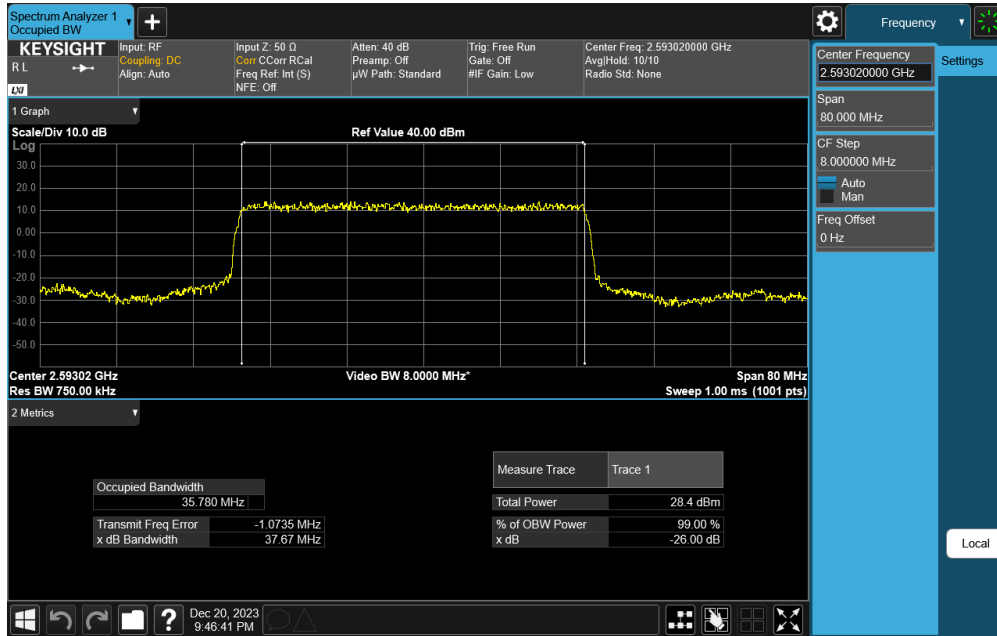 Spectrum Analyzer 1
Occupied BW
Frequency
KEYSIGHT
R L
LXI
Input: RF
Coupling: DC
Align: Auto
Input Z: 50 Ω
Corr CCorr RCal
Freq Ref: Int (S)
NFE: Off
Atten: 40 dB
Preamp: Off
µW Path: Standard
Trig: Free Run
Gate: Off
#IF Gain: Low
Center Freq: 2.593020000 GHz
Avg|Hold: 10/10
Radio Std: None
Center Frequency
2.593020000 GHz
Settings
Span
80.000 MHz
CF Step
8.000000 MHz
Auto
Man
Freq Offset
0 Hz
Local
1 Graph
Scale/Div 10.0 dB
Ref Value 40.00 dBm
Log
30.0
20.0
10.0
0.00
-10.0
-20.0
-30.0
-40.0
-50.0
Center 2.59302 GHz
Video BW 8.0000 MHz*
Span 80 MHz
Res BW 750.00 kHz
Sweep 1.00 ms (1001 pts)
2 Metrics
Occupied Bandwidth
35.780 MHz
Transmit Freq Error -1.0735 MHz
x dB Bandwidth 37.67 MHz
Measure Trace Trace 1
Total Power 28.4 dBm
% of OBW Power 99.00 %
x dB -26.00 dB
?
Dec 20, 2023
9:46:41 PM